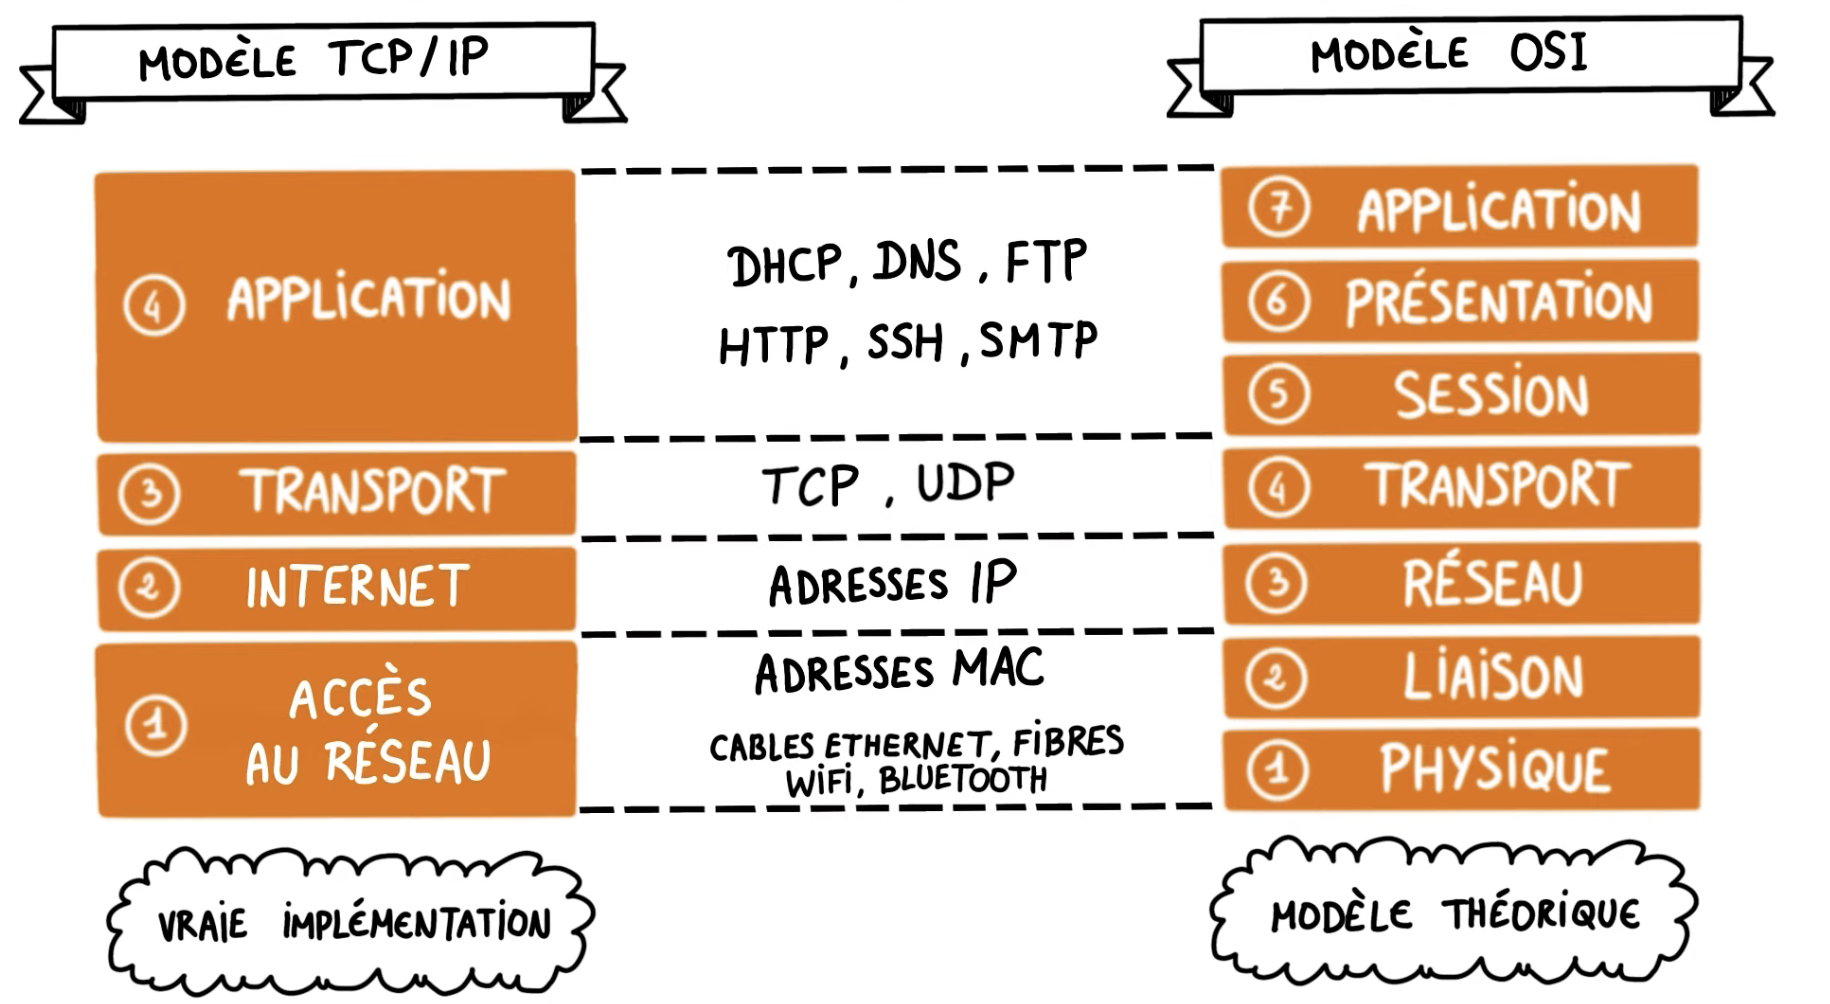 MODÈLE TCP/IP
MODÈLE OSI
4 APPLiCATiON
3 TRANSPORT
2 INTERNET
1 ACCÈS
AU RÉSEAU
DHCP, DNS, FTP
HTTP, SSH, SMTP
TCP, UDP
ADRESSES IP
ADRESSES MAC
CABLES ETHERNET, FiBRES
WiFi, BLUETOOTH
7 APPLiCATiON
6 PRÉSENTATiON
5 SESSiON
4 TRANSPORT
3 RÉSEAU
2 LiAiSON
1 PHYSiQUE
VRAiE iMPLÉMENTATiON
MODÈLE THÉORiQUE